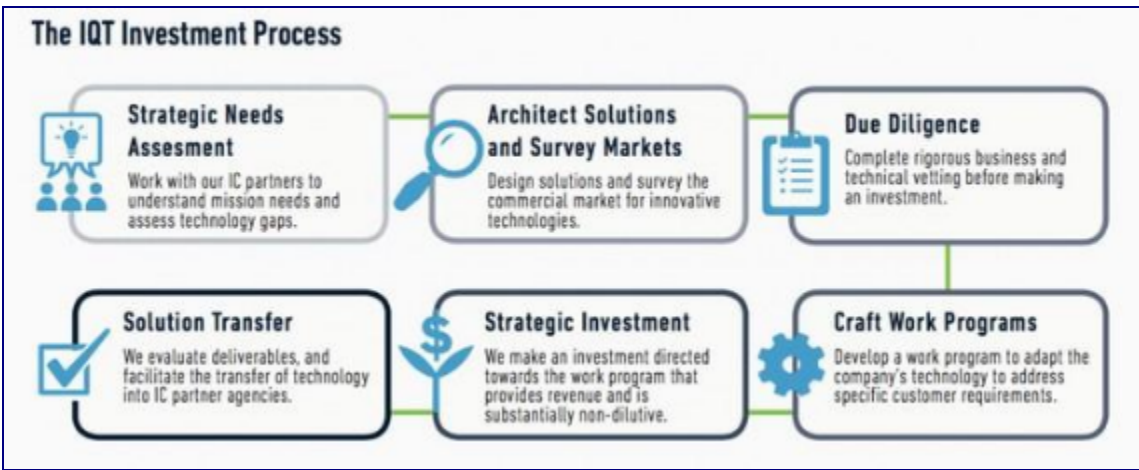 The IQT Investment Process
Strategic Needs
Assesment
Work with our IC partners to
understand mission needs and
assess technology gaps.
Architect Solutions
and Survey Markets
Design solutions and survey the
commercial market for innovative
technologies.
Due Diligence
Complete rigorous business and
technical vetting before making
an investment.
Craft Work Programs
Develop a work program to adapt the
company's technology to address
specific customer requirements.
Strategic Investment
We make an investment directed
towards the work program that
provides revenue and is
substantially non-dilutive.
Solution Transfer
We evaluate deliverables, and
facilitate the transfer of technology
into IC partner agencies.